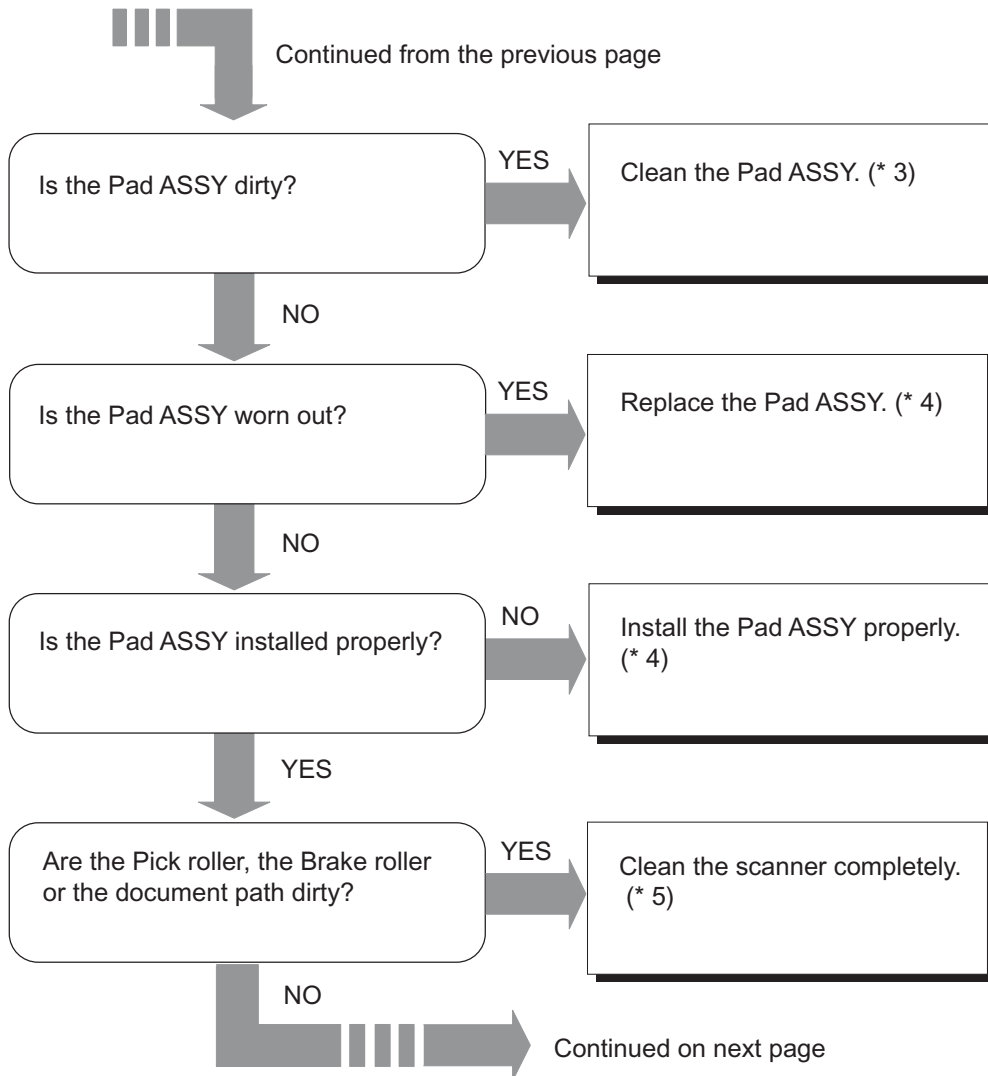 Continued from the previous page
Is the Pad ASSY dirty?
YES
Clean the Pad ASSY. (* 3)
NO
Is the Pad ASSY worn out?
YES
Replace the Pad ASSY. (* 4)
NO
Is the Pad ASSY installed properly?
NO
Install the Pad ASSY properly.
(* 4)
YES
Are the Pick roller, the Brake roller
or the document path dirty?
YES
Clean the scanner completely.
(* 5)
NO
Continued on next page